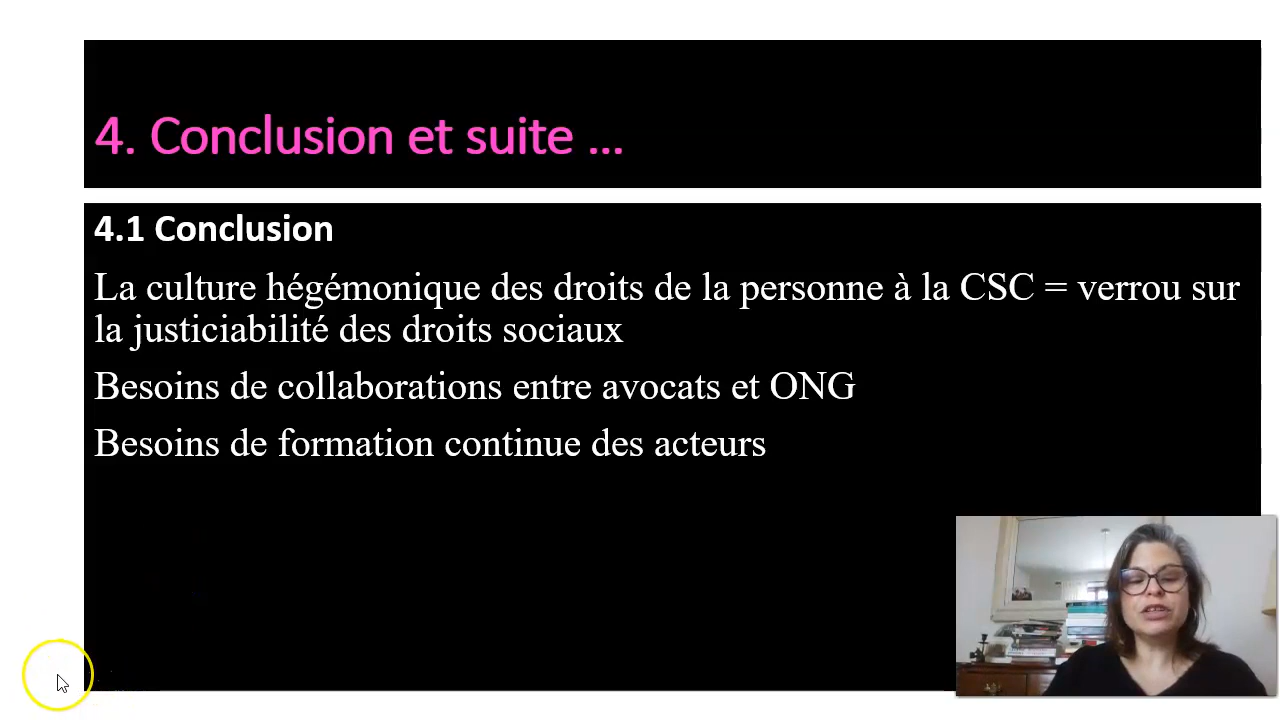 4. Conclusion et suite ...
4.1 Conclusion
La culture hégémonique des droits de la personne à la CSC = verrou sur
la justiciabilité des droits sociaux
Besoins de collaborations entre avocats et ONG
Besoins de formation continue des acteurs